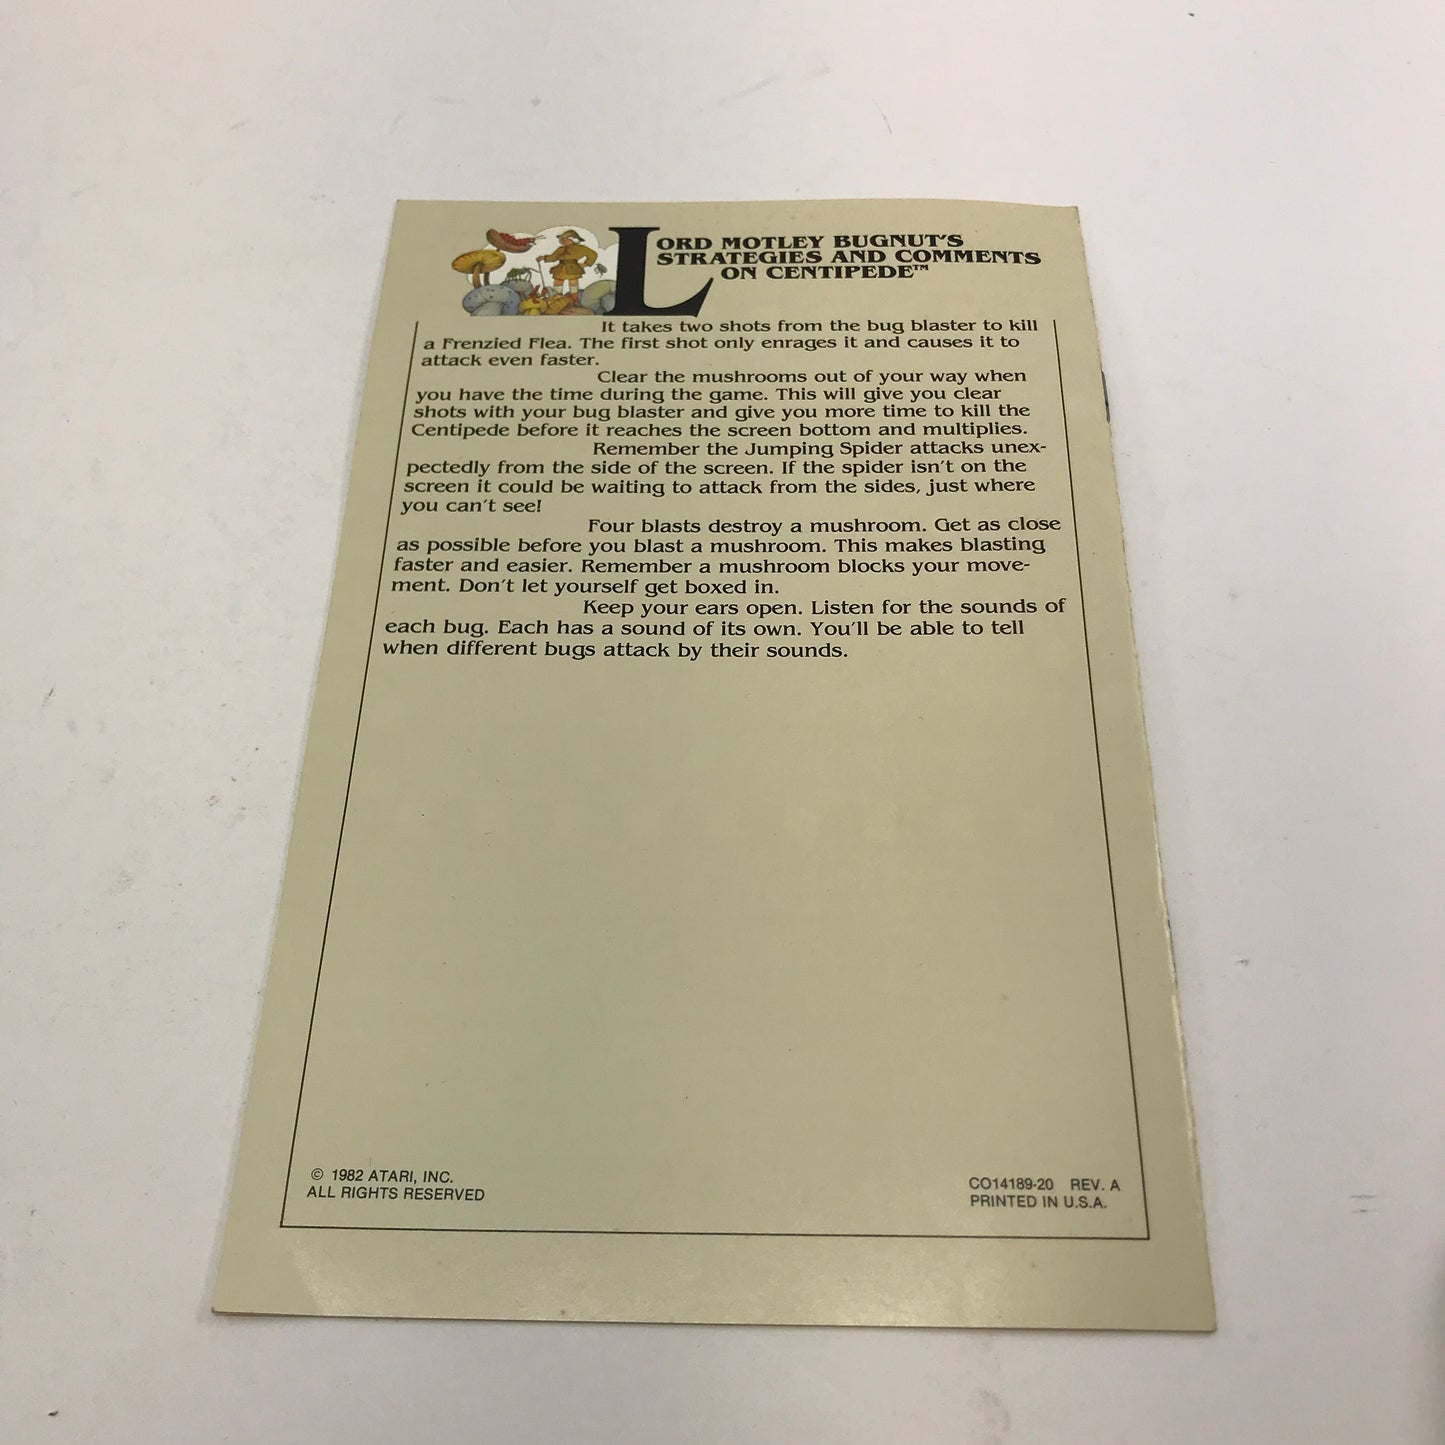 LORD MOTLEY BUGNUT'S
STRATEGIES AND COMMENTS
ON CENTIPEDE™
It takes two shots from the bug blaster to kill
a Frenzied Flea. The first shot only enrages it and causes it to
attack even faster.
Clear the mushrooms out of your way when
you have the time during the game. This will give you clear
shots with your bug blaster and give you more time to kill the
Centipede before it reaches the screen bottom and multiplies.
Remember the Jumping Spider attacks unex-
pectedly from the side of the screen. If the spider isn't on the
screen it could be waiting to attack from the sides, just where
you can't see!
Four blasts destroy a mushroom. Get as close
as possible before you blast a mushroom. This makes blasting
faster and easier. Remember a mushroom blocks your move-
ment. Don't let yourself get boxed in.
Keep your ears open. Listen for the sounds of
each bug. Each has a sound of its own. You'll be able to tell
when different bugs attack by their sounds.
© 1982 ATARI, INC.
ALL RIGHTS RESERVED
CO14189-20 REV. A
PRINTED IN U.S.A.